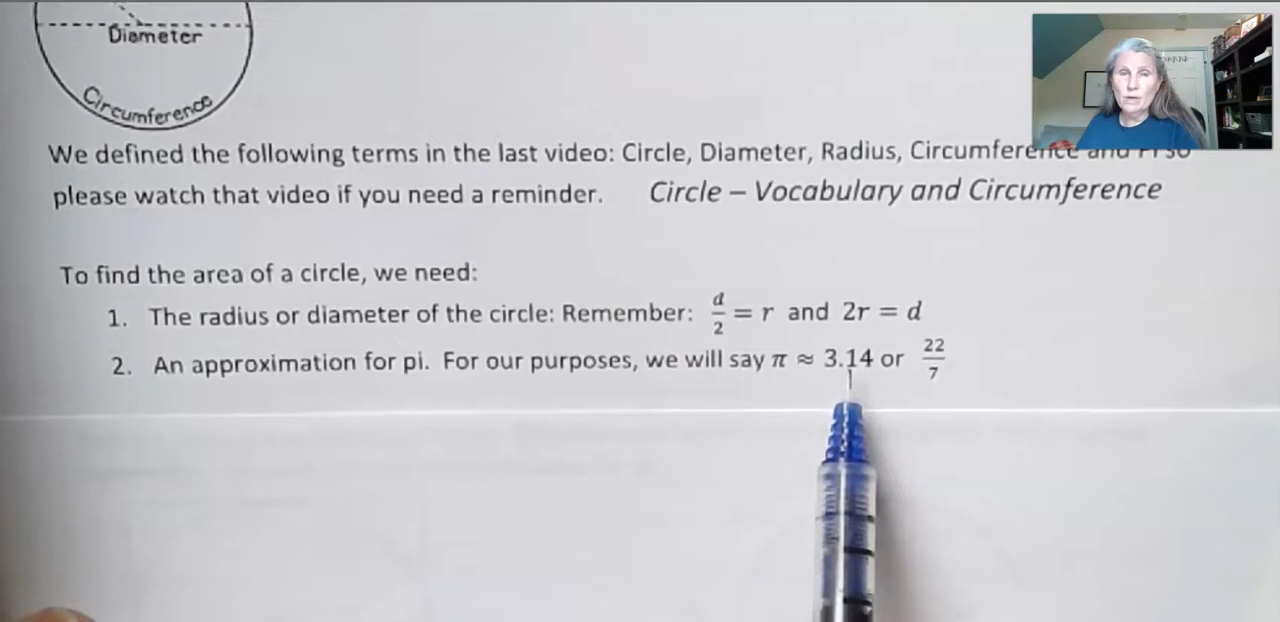 Diameter
Circumference
We defined the following terms in the last video: Circle, Diameter, Radius, Circumference and Pi so
please watch that video if you need a reminder. Circle – Vocabulary and Circumference
To find the area of a circle, we need:
1. The radius or diameter of the circle: Remember: d/2 = r and 2r = d
2. An approximation for pi. For our purposes, we will say π ≈ 3.14 or 22/7